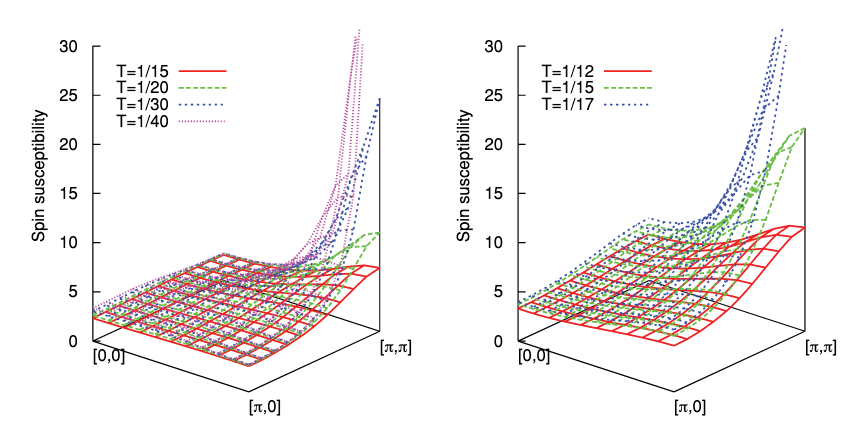 Spin susceptibility
30
25
20
15
10
5
0
T=1/15
T=1/20
T=1/30
T=1/40
[0,0]
[π,0]
[π,π]
Spin susceptibility
30
25
20
15
10
5
0
T=1/12
T=1/15
T=1/17
[0,0]
[π,0]
[π,π]